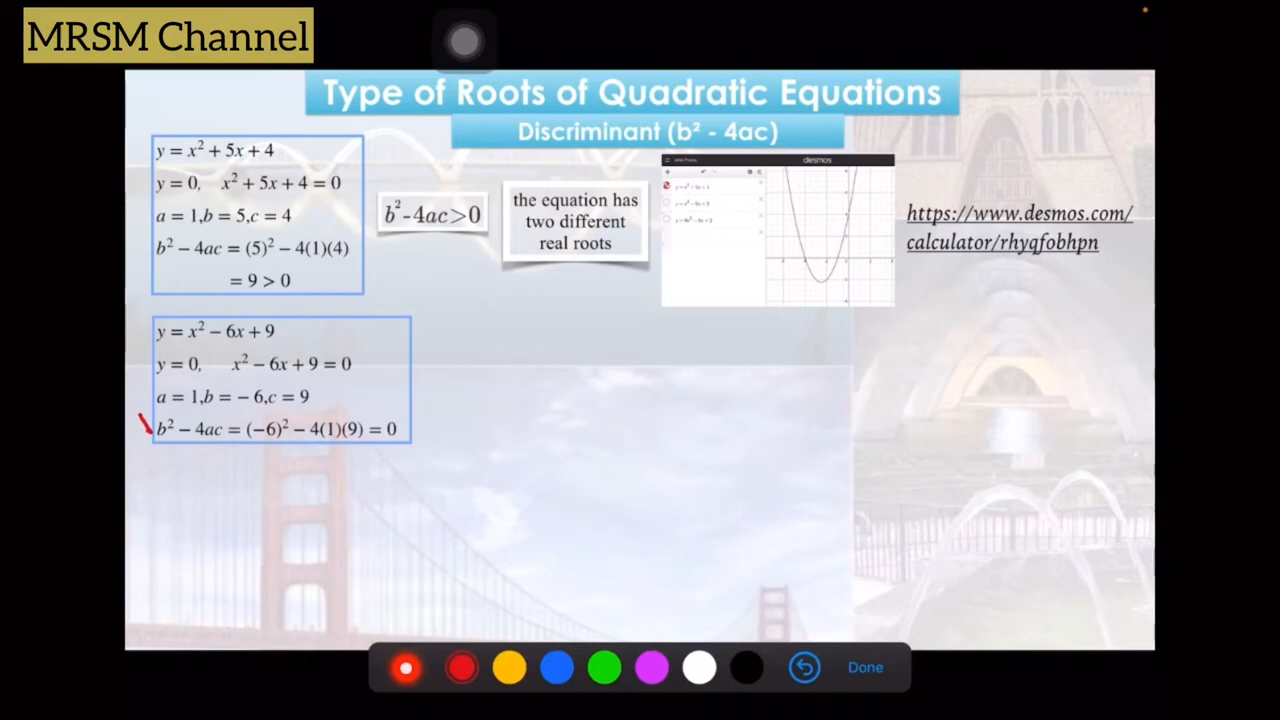 MRSM Channel
Type of Roots of Quadratic Equations
Discriminant (b² - 4ac)
y = x² + 5x + 4
y = 0, x² + 5x + 4 = 0
a = 1,b = 5,c = 4
b² − 4ac = (5)² − 4(1)(4)
= 9 > 0
b²-4ac>0
the equation has
two different
real roots
desmos
https://www.desmos.com/
calculator/rhyqfobhpn
y = x² − 6x + 9
y = 0, x² − 6x + 9 = 0
a = 1,b = − 6,c = 9
b² − 4ac = (−6)² − 4(1)(9) = 0
Done